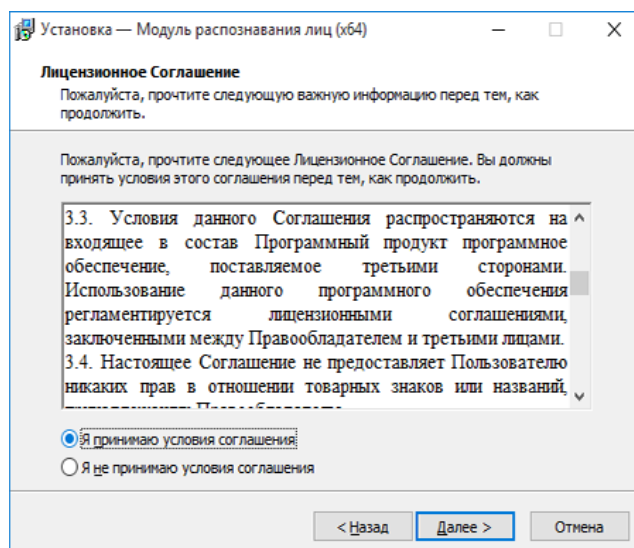 Установка — Модуль распознавания лиц (x64)
Лицензионное Соглашение
Пожалуйста, прочтите следующую важную информацию перед тем, как
продолжить.
Пожалуйста, прочтите следующее Лицензионное Соглашение. Вы должны
принять условия этого соглашения перед тем, как продолжить.
3.3. Условия данного Соглашения распространяются на
входящее в состав Программный продукт программное
обеспечение, поставляемое третьими сторонами.
Использование данного программного обеспечения
регламентируется лицензионными соглашениями,
заключенными между Правообладателем и третьими лицами.
3.4. Настоящее Соглашение не предоставляет Пользователю
никаких прав в отношении товарных знаков или названий,
Я принимаю условия соглашения
Я не принимаю условия соглашения
< Назад Далее > Отмена